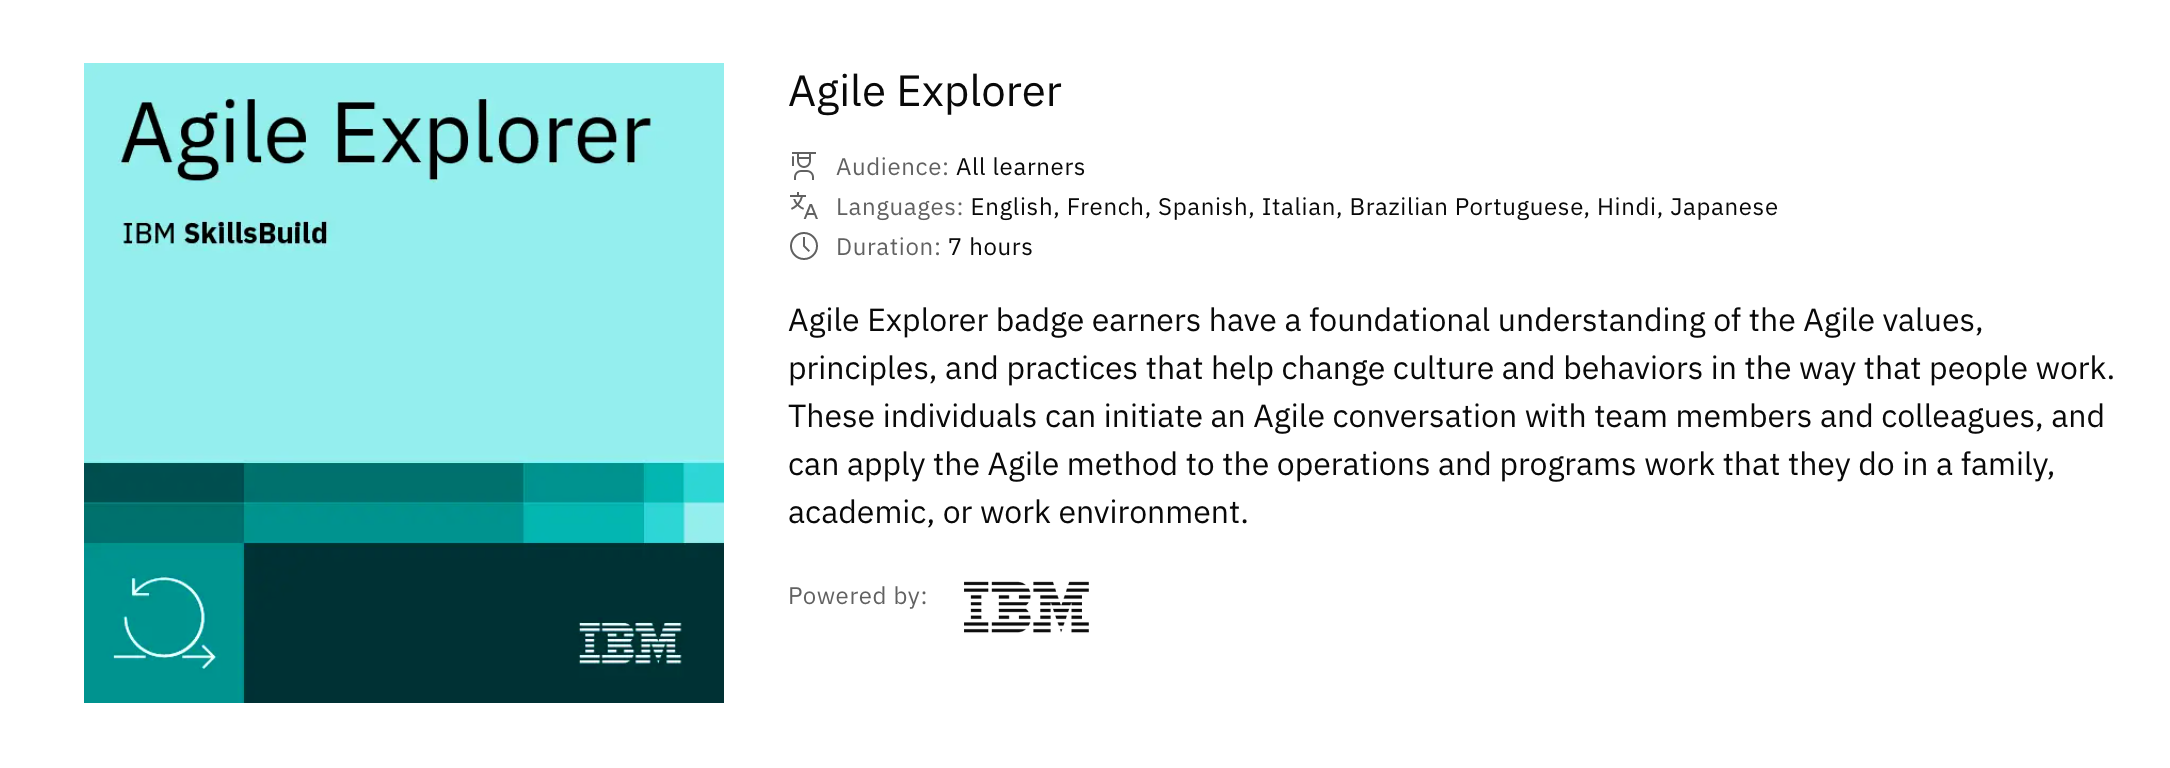 Agile Explorer
IBM SkillsBuild
IBM
Agile Explorer
Audience: All learners
Languages: English, French, Spanish, Italian, Brazilian Portuguese, Hindi, Japanese
Duration: 7 hours
Agile Explorer badge earners have a foundational understanding of the Agile values,
principles, and practices that help change culture and behaviors in the way that people work.
These individuals can initiate an Agile conversation with team members and colleagues, and
can apply the Agile method to the operations and programs work that they do in a family,
academic, or work environment.
Powered by: IBM